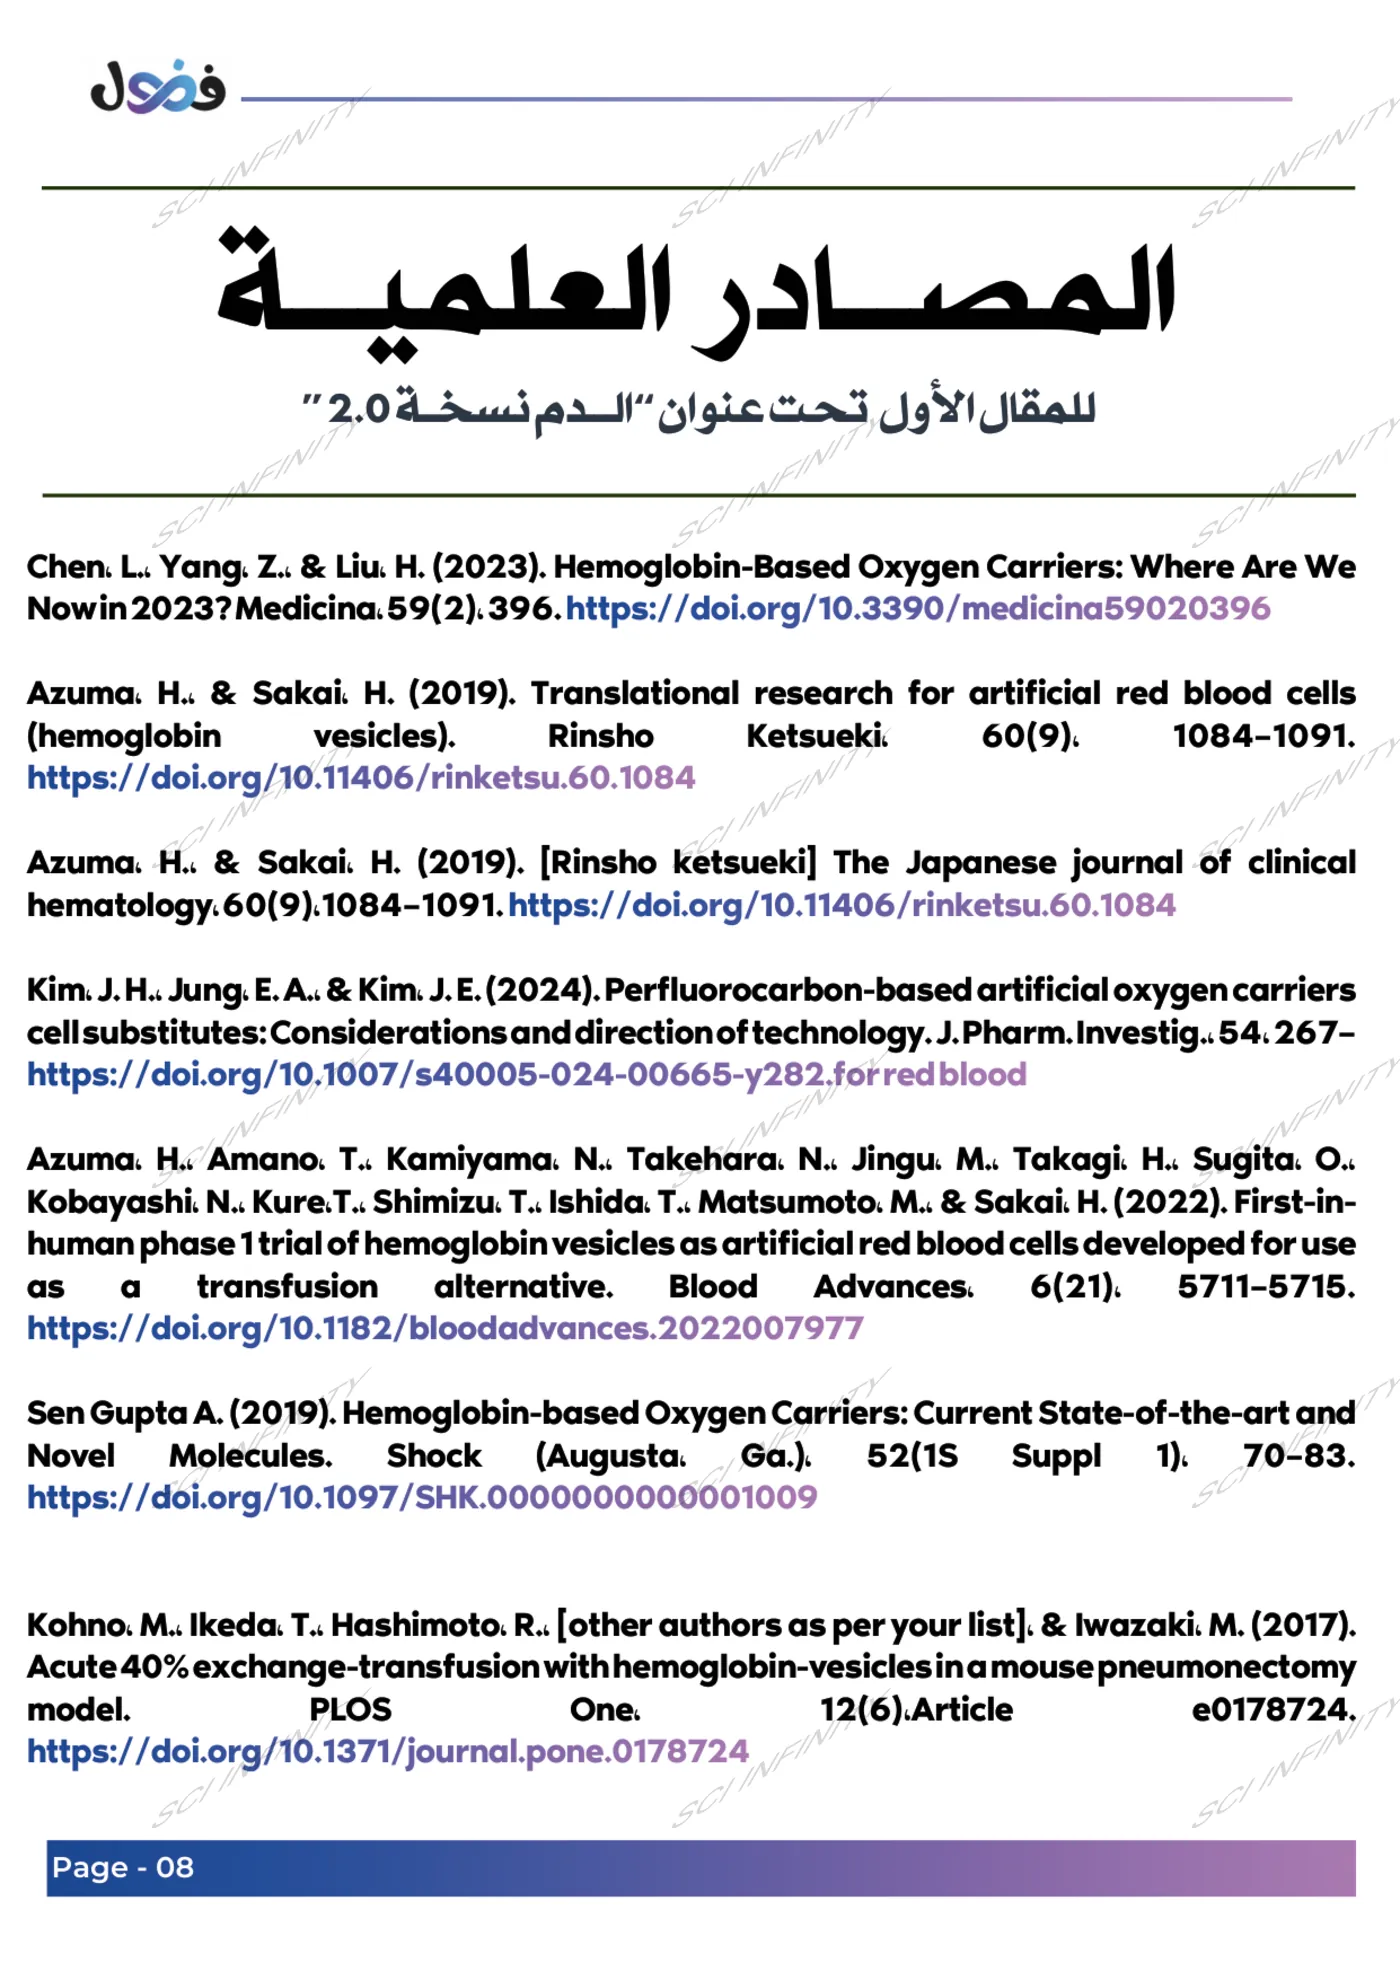 فضول
المصـادر العلميـة
للمقال الأول تحت عنوان “الـدم نسخـة 2.0”
Chen، L.، Yang، Z.، & Liu، H. (2023). Hemoglobin-Based Oxygen Carriers: Where Are We
Now in 2023? Medicina، 59(2)، 396. https://doi.org/10.3390/medicina59020396
Azuma، H.، & Sakai، H. (2019). Translational research for artificial red blood cells
(hemoglobin vesicles). Rinsho Ketsueki، 60(9)، 1084–1091.
https://doi.org/10.11406/rinketsu.60.1084
Azuma، H.، & Sakai، H. (2019). [Rinsho ketsueki] The Japanese journal of clinical
hematology، 60(9)، 1084–1091. https://doi.org/10.11406/rinketsu.60.1084
Kim، J. H.، Jung، E. A.، & Kim، J. E. (2024). Perfluorocarbon-based artificial oxygen carriers
cell substitutes: Considerations and direction of technology. J. Pharm. Investig.، 54، 267–
https://doi.org/10.1007/s40005-024-00665-y282.for red blood
Azuma، H.، Amano، T.، Kamiyama، N.، Takehara، N.، Jingu، M.، Takagi، H.، Sugita، O.،
Kobayashi، N.، Kure،T.، Shimizu، T.، Ishida، T.، Matsumoto، M.، & Sakai، H. (2022). First-in-
human phase 1 trial of hemoglobin vesicles as artificial red blood cells developed for use
as a transfusion alternative. Blood Advances، 6(21)، 5711–5715.
https://doi.org/10.1182/bloodadvances.2022007977
Sen Gupta A. (2019). Hemoglobin-based Oxygen Carriers: Current State-of-the-art and
Novel Molecules. Shock (Augusta، Ga.)، 52(1S Suppl 1)، 70–83.
https://doi.org/10.1097/SHK.0000000000001009
Kohno، M.، Ikeda، T.، Hashimoto، R.، [other authors as per your list]، & Iwazaki، M. (2017).
Acute 40% exchange-transfusion with hemoglobin-vesicles in a mouse pneumonectomy
model. PLOS One، 12(6)،Article e0178724.
https://doi.org/10.1371/journal.pone.0178724
Page - 08
SCI INFINITY